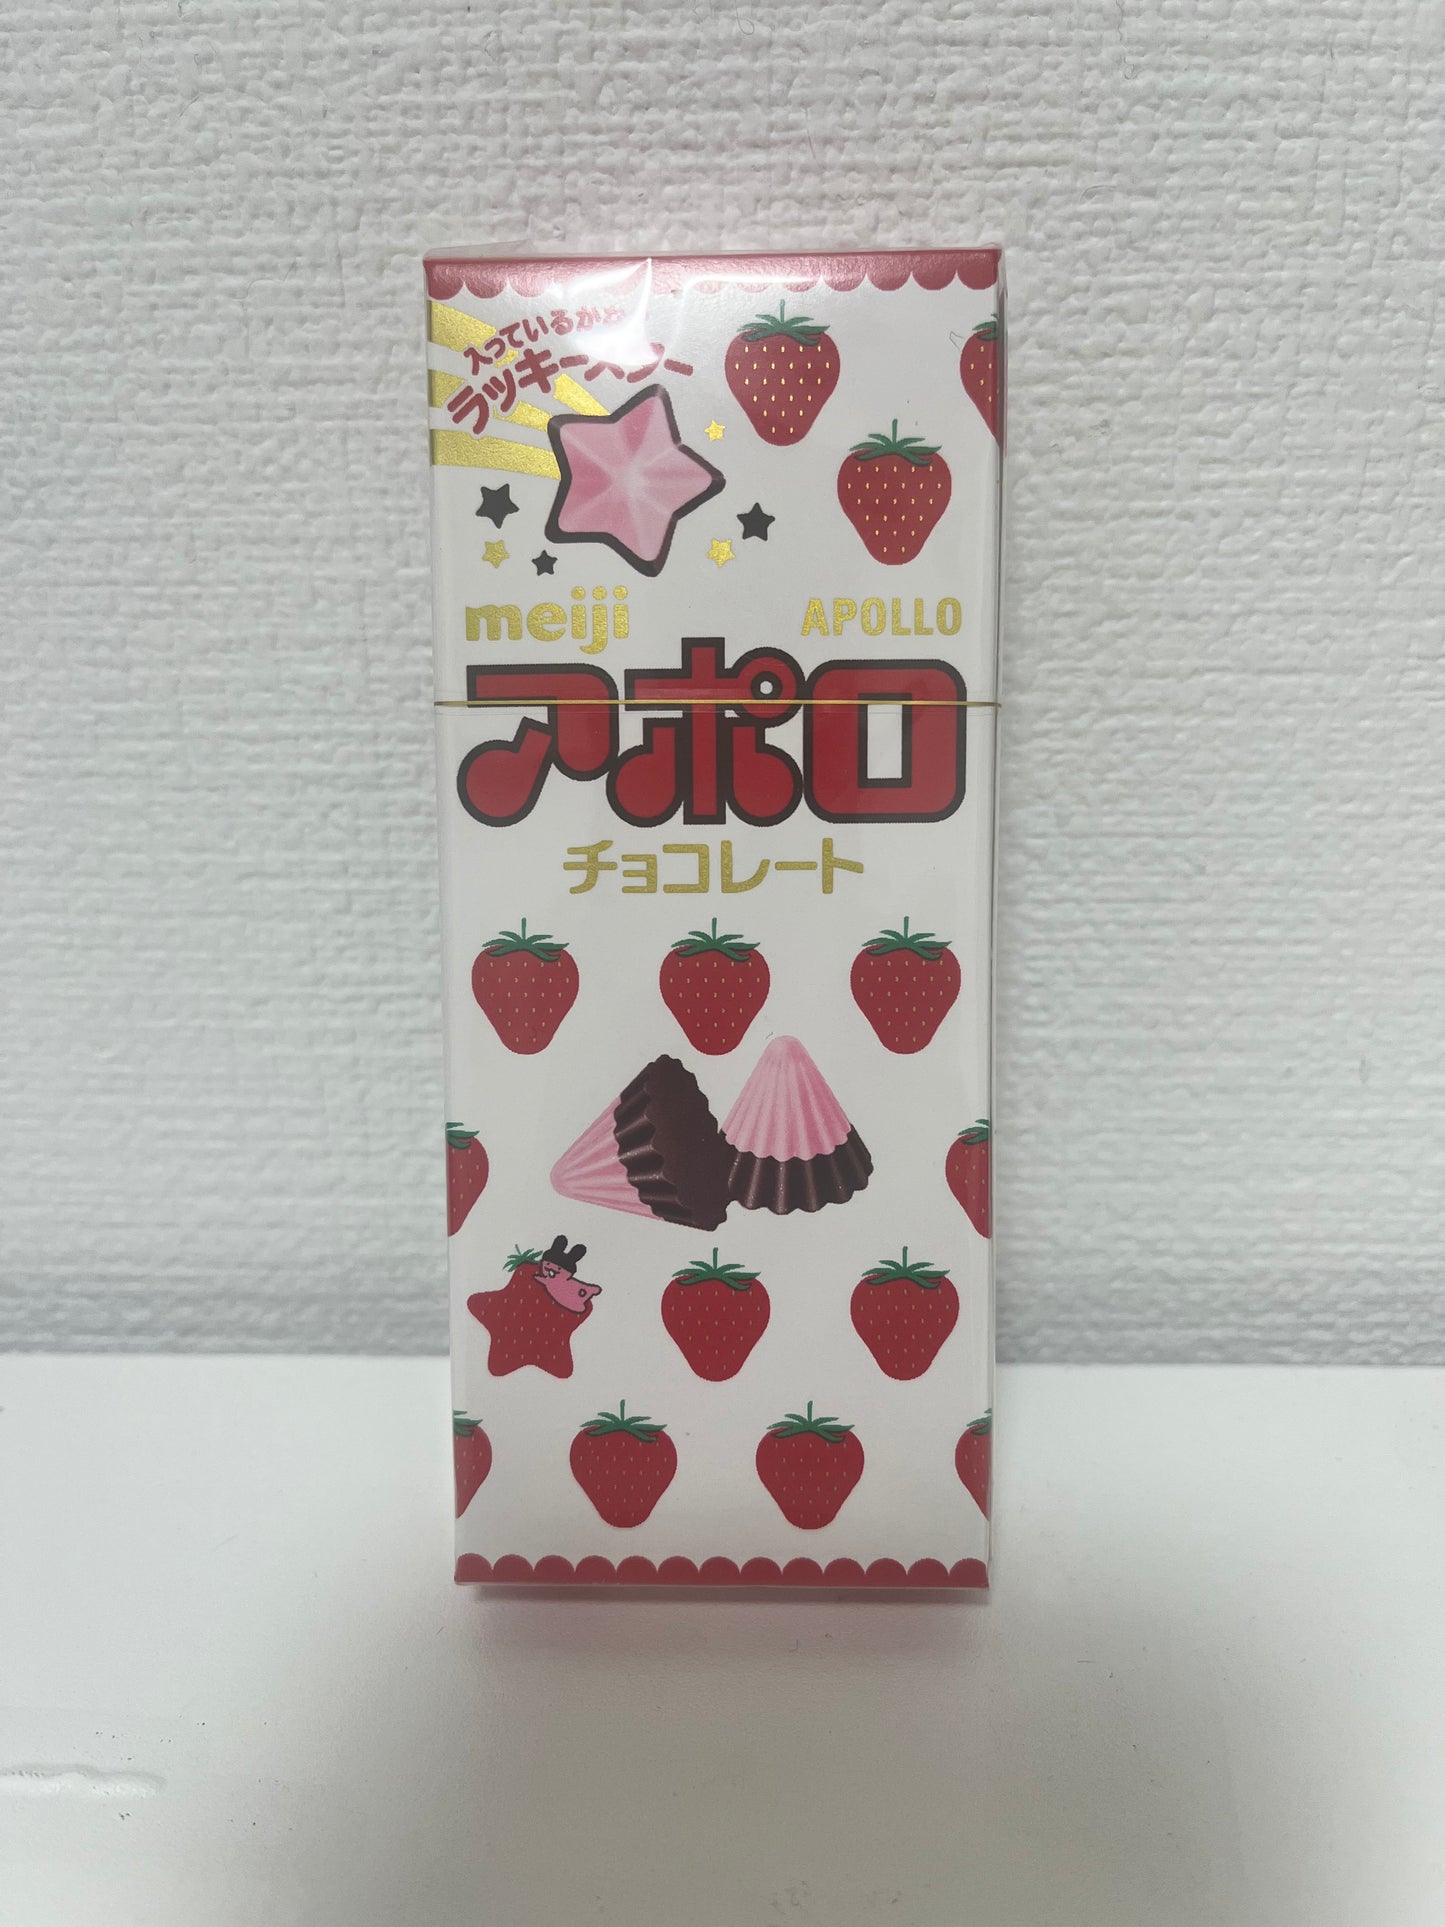 入っているかも！
ラッキースター
meiji
APOLLO
アポロ
チョコレート